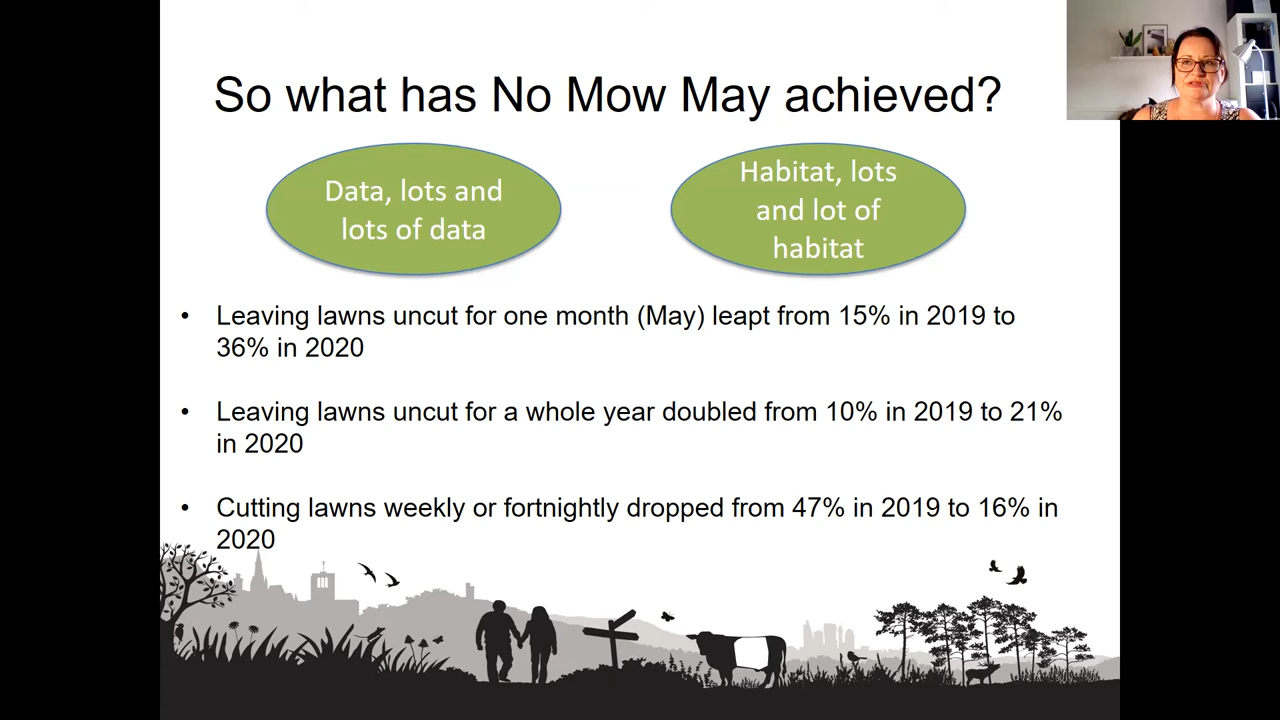 So what has No Mow May achieved?
Data, lots and
lots of data
Habitat, lots
and lot of
habitat
• Leaving lawns uncut for one month (May) leapt from 15% in 2019 to
36% in 2020
• Leaving lawns uncut for a whole year doubled from 10% in 2019 to 21%
in 2020
• Cutting lawns weekly or fortnightly dropped from 47% in 2019 to 16% in
2020